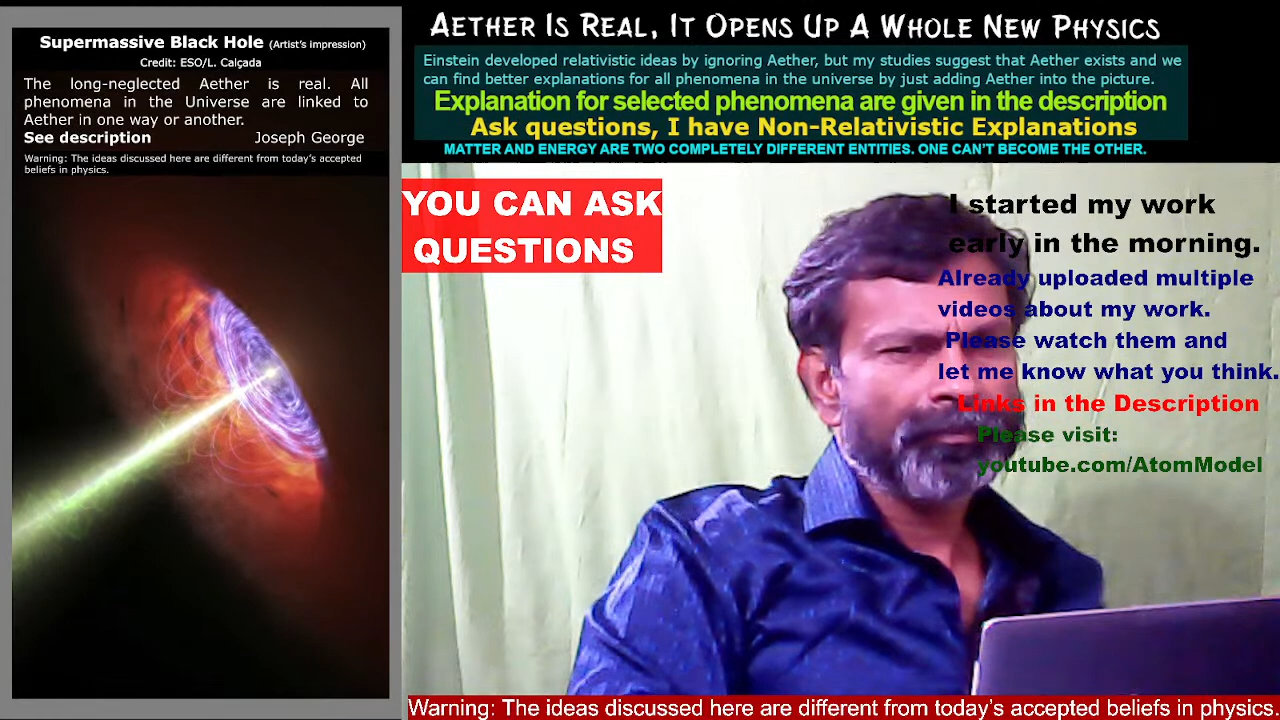 Supermassive Black Hole (Artist's impression)
Credit: ESO/L. Calçada
The long-neglected Aether is real. All
phenomena in the Universe are linked to
Aether in one way or another.
See description Joseph George
Warning: The ideas discussed here are different from today's accepted
beliefs in physics.
Aether Is Real, It Opens Up A Whole New Physics
Einstein developed relativistic ideas by ignoring Aether, but my studies suggest that Aether exists and we
can find better explanations for all phenomena in the universe by just adding Aether into the picture.
Explanation for selected phenomena are given in the description
Ask questions, I have Non-Relativistic Explanations
MATTER AND ENERGY ARE TWO COMPLETELY DIFFERENT ENTITIES. ONE CAN'T BECOME THE OTHER.
YOU CAN ASK
QUESTIONS
I started my work
early in the morning.
Already uploaded multiple
videos about my work.
Please watch them and
let me know what you think.
Links in the Description
Please visit:
youtube.com/AtomModel
Warning: The ideas discussed here are different from today's accepted beliefs in physics.